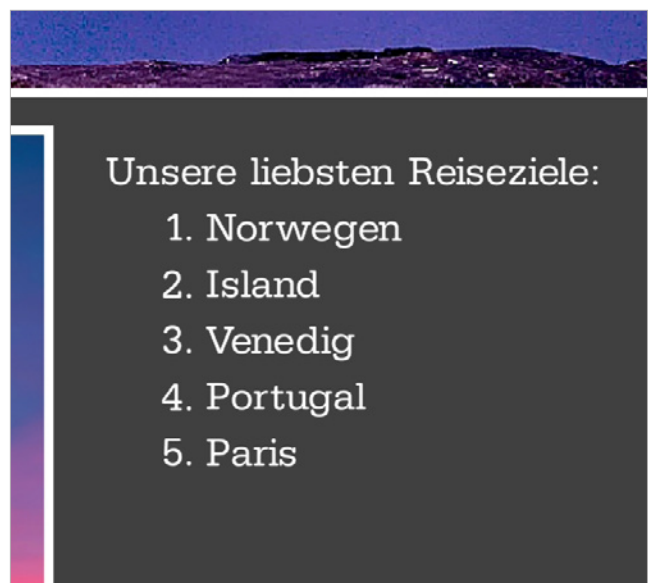 Unsere liebsten Reiseziele:
1. Norwegen
2. Island
3. Venedig
4. Portugal
5. Paris